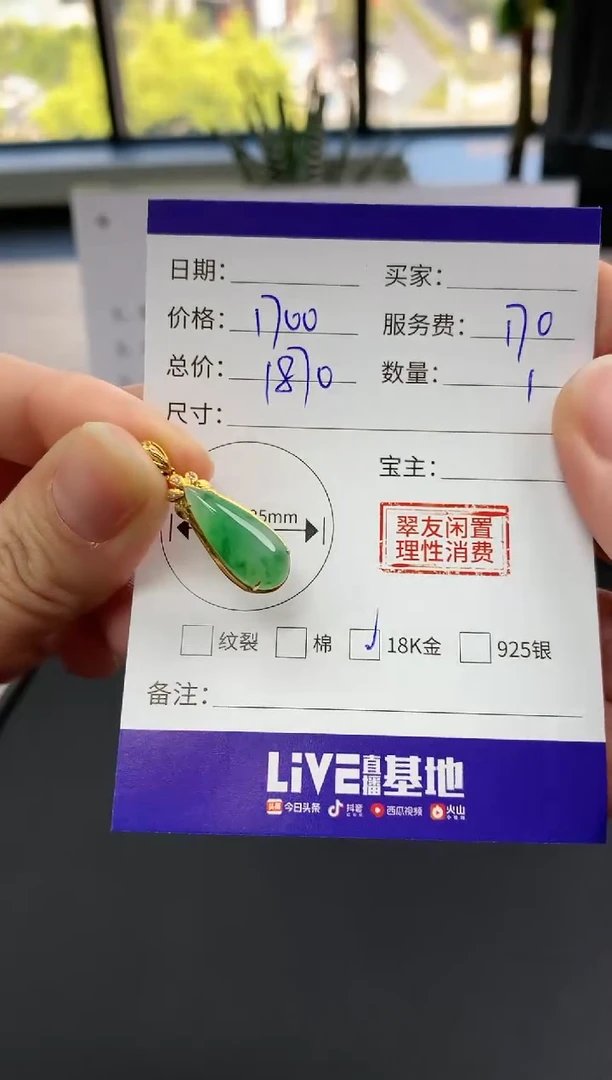 日期： 买家：
价格：1700 服务费：170
总价：1870 数量：1
尺寸：
宝主：
25mm
翠友闲置
理性消费
纹裂 棉 18K金 925银
备注：
LiVE直播基地
头条 今日头条 抖音 西瓜视频 火山